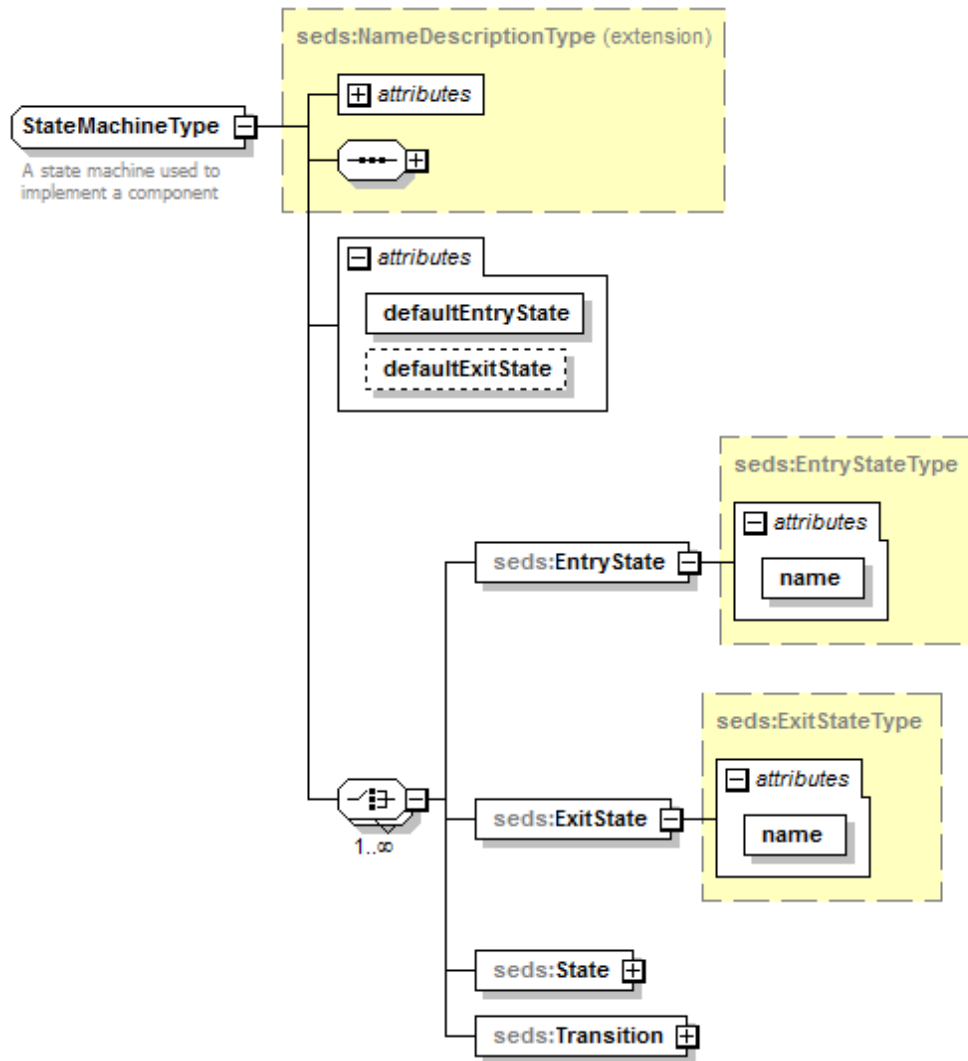 seds:NameDescriptionType (extension)
attributes
StateMachineType
A state machine used to
implement a component
attributes
defaultEntryState
defaultExitState
seds:EntryStateType
attributes
seds:EntryState
name
seds:ExitStateType
attributes
seds:ExitState
name
1..∞
seds:State
seds:Transition